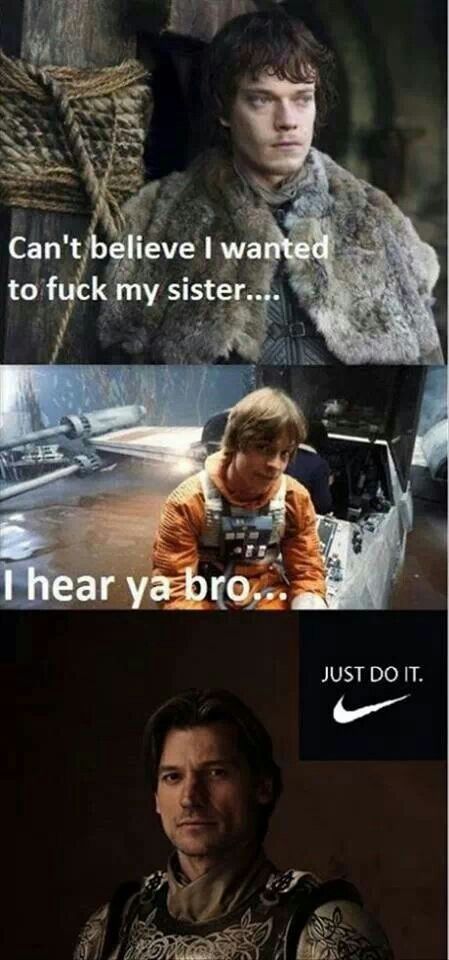 Can't believe I wanted
to fuck my sister....
I hear ya bro...
JUST DO IT.